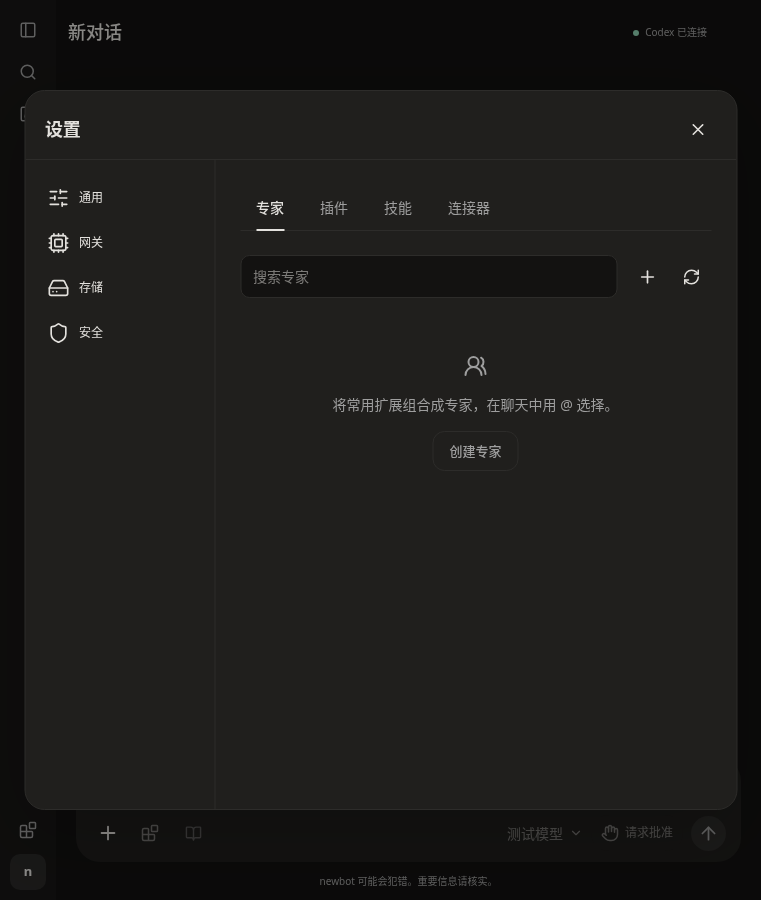 新对话
Codex 已连接
设置
通用
网关
存储
安全
专家
插件
技能
连接器
搜索专家
将常用扩展组合成专家，在聊天中用 @ 选择。
创建专家
测试模型
请求批准
n
newbot 可能会犯错。重要信息请核实。